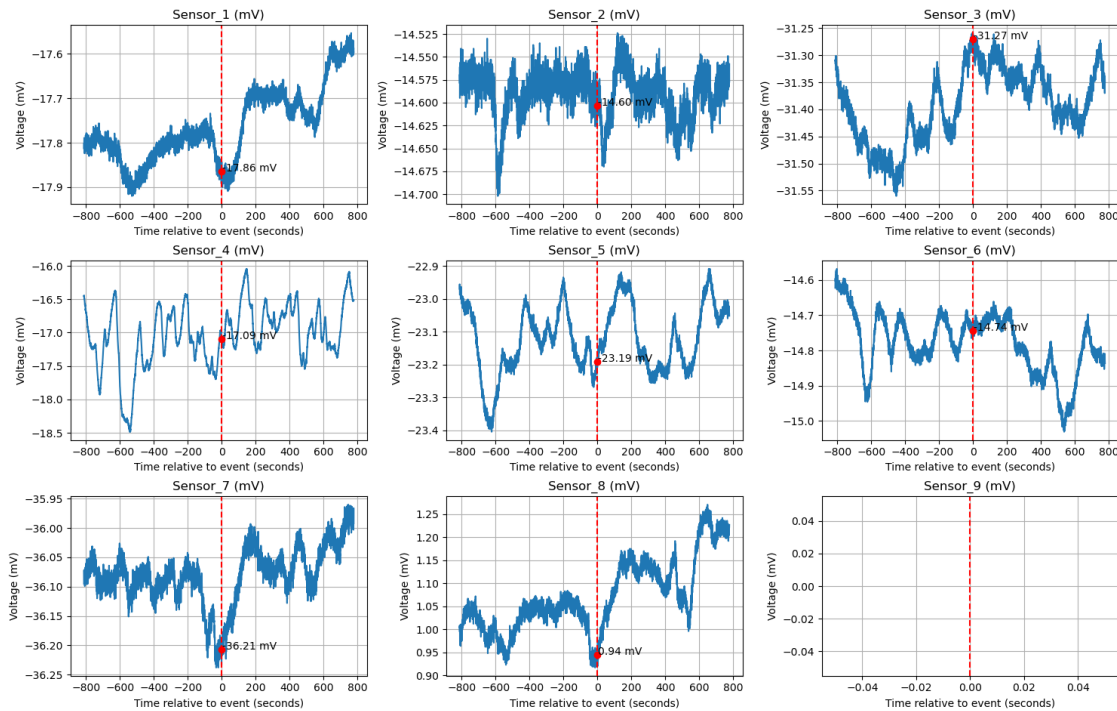 Sensor_1 (mV)
Voltage (mV)
−17.6
−17.7
−17.8
−17.9
-17.86 mV
−800 −600 −400 −200 0 200 400 600 800
Time relative to event (seconds)
Sensor_2 (mV)
Voltage (mV)
−14.525
−14.550
−14.575
−14.600
−14.625
−14.650
−14.675
−14.700
-14.60 mV
−800 −600 −400 −200 0 200 400 600 800
Time relative to event (seconds)
Sensor_3 (mV)
Voltage (mV)
−31.25
−31.30
−31.35
−31.40
−31.45
−31.50
−31.55
-31.27 mV
−800 −600 −400 −200 0 200 400 600 800
Time relative to event (seconds)
Sensor_4 (mV)
Voltage (mV)
−16.0
−16.5
−17.0
−17.5
−18.0
−18.5
-17.09 mV
−800 −600 −400 −200 0 200 400 600 800
Time relative to event (seconds)
Sensor_5 (mV)
Voltage (mV)
−22.9
−23.0
−23.1
−23.2
−23.3
−23.4
-23.19 mV
−800 −600 −400 −200 0 200 400 600 800
Time relative to event (seconds)
Sensor_6 (mV)
Voltage (mV)
−14.6
−14.7
−14.8
−14.9
−15.0
-14.74 mV
−800 −600 −400 −200 0 200 400 600 800
Time relative to event (seconds)
Sensor_7 (mV)
Voltage (mV)
−35.95
−36.00
−36.05
−36.10
−36.15
−36.20
−36.25
-36.21 mV
−800 −600 −400 −200 0 200 400 600 800
Time relative to event (seconds)
Sensor_8 (mV)
Voltage (mV)
1.25
1.20
1.15
1.10
1.05
1.00
0.95
0.90
0.94 mV
−800 −600 −400 −200 0 200 400 600 800
Time relative to event (seconds)
Sensor_9 (mV)
Voltage (mV)
0.04
0.02
0.00
−0.02
−0.04
−0.04 −0.02 0.00 0.02 0.04
Time relative to event (seconds)